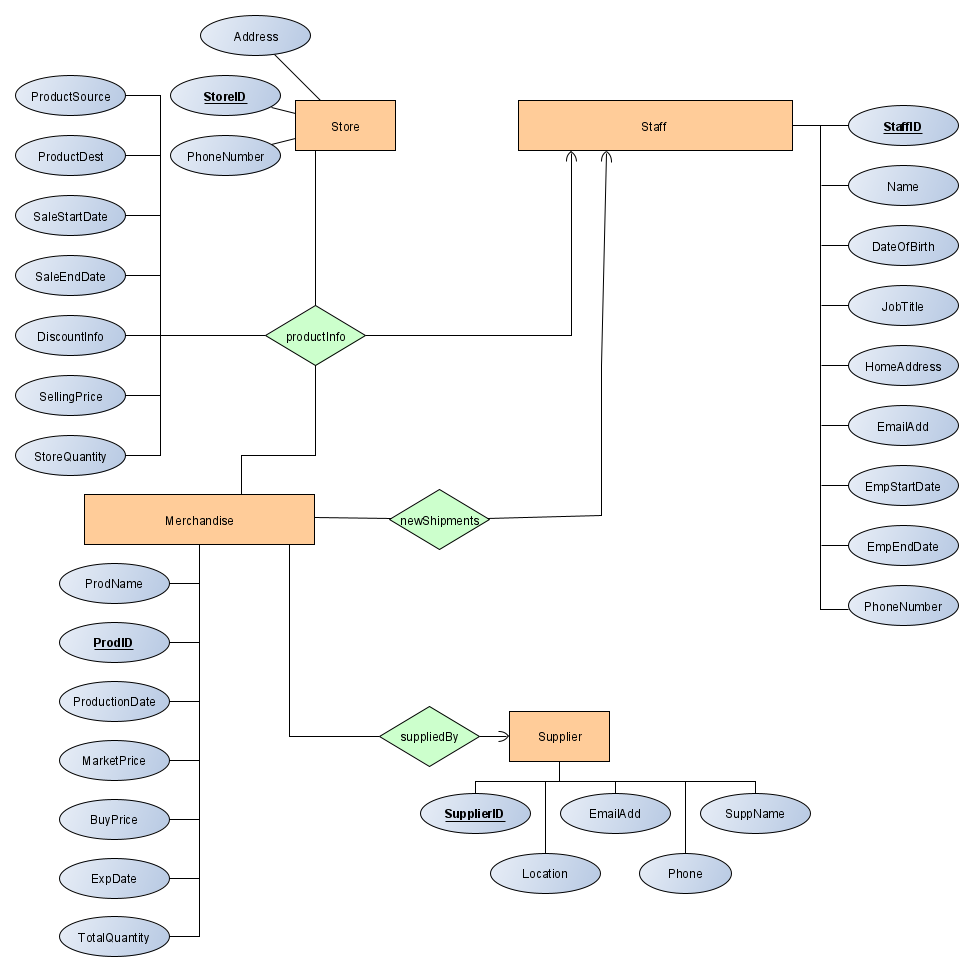 Address
ProductSource
StoreID
Store
Staff
StaffID
ProductDest
PhoneNumber
Name
SaleStartDate
DateOfBirth
SaleEndDate
JobTitle
DiscountInfo
productInfo
HomeAddress
SellingPrice
EmailAdd
StoreQuantity
EmpStartDate
Merchandise
newShipments
EmpEndDate
ProdName
PhoneNumber
ProdID
ProductionDate
suppliedBy
Supplier
MarketPrice
BuyPrice
SupplierID
EmailAdd
SuppName
ExpDate
Location
Phone
TotalQuantity